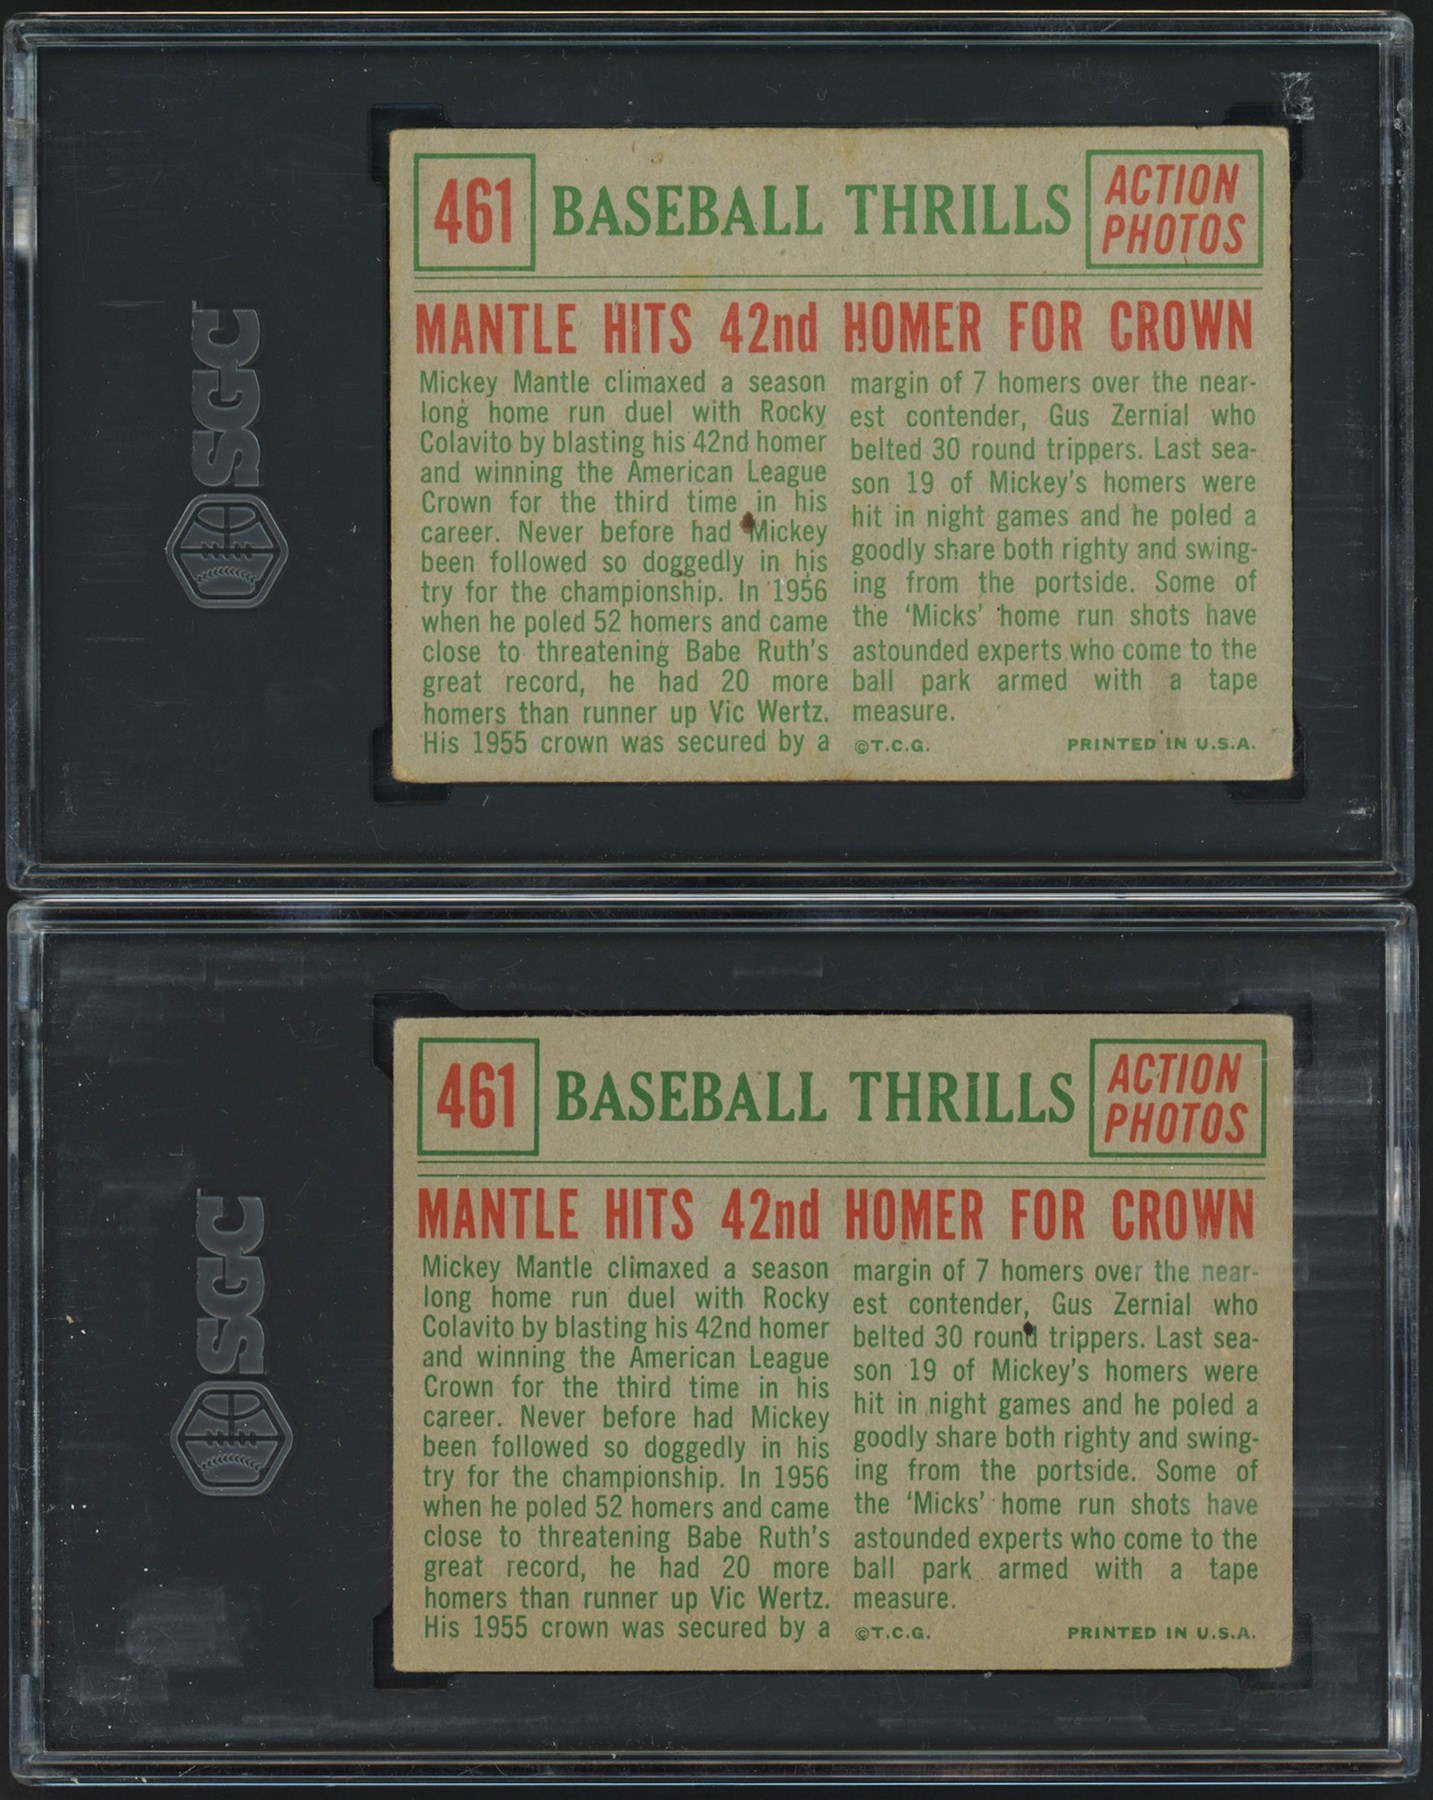 461
BASEBALL THRILLS
ACTION
PHOTOS
MANTLE HITS 42nd HOMER FOR CROWN
Mickey Mantle climaxed a season
long home run duel with Rocky
Colavito by blasting his 42nd homer
and winning the American League
Crown for the third time in his
career. Never before had Mickey
been followed so doggedly in his
try for the championship. In 1956
when he poled 52 homers and came
close to threatening Babe Ruth's
great record, he had 20 more
homers than runner up Vic Wertz.
His 1955 crown was secured by a
margin of 7 homers over the near-
est contender, Gus Zernial who
belted 30 round trippers. Last sea-
son 19 of Mickey's homers were
hit in night games and he poled a
goodly share both righty and swing-
ing from the portside. Some of
the 'Micks' home run shots have
astounded experts who come to the
ball park armed with a tape
measure.
©T.C.G. PRINTED IN U.S.A.
SGC
461
BASEBALL THRILLS
ACTION
PHOTOS
MANTLE HITS 42nd HOMER FOR CROWN
Mickey Mantle climaxed a season
long home run duel with Rocky
Colavito by blasting his 42nd homer
and winning the American League
Crown for the third time in his
career. Never before had Mickey
been followed so doggedly in his
try for the championship. In 1956
when he poled 52 homers and came
close to threatening Babe Ruth's
great record, he had 20 more
homers than runner up Vic Wertz.
His 1955 crown was secured by a
margin of 7 homers over the near-
est contender, Gus Zernial who
belted 30 round trippers. Last sea-
son 19 of Mickey's homers were
hit in night games and he poled a
goodly share both righty and swing-
ing from the portside. Some of
the 'Micks' home run shots have
astounded experts who come to the
ball park armed with a tape
measure.
©T.C.G. PRINTED IN U.S.A.
SGC